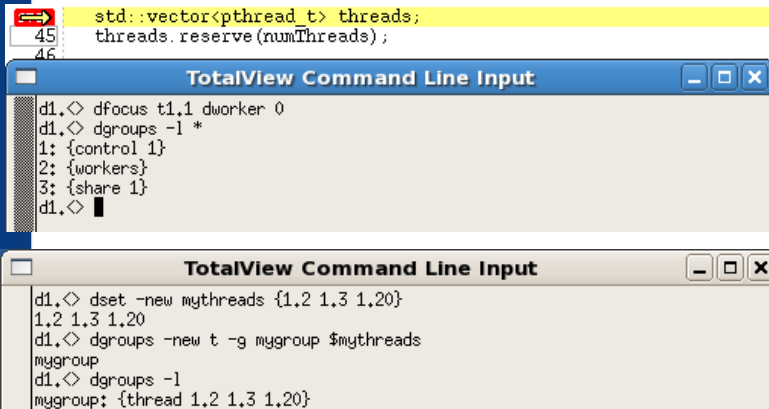 std::vector<pthread_t> threads;
45 threads.reserve(numThreads);
46
TotalView Command Line Input
d1.<> dfocus t1.1 dworker 0
d1.<> dgroups -l *
1: {control 1}
2: {workers}
3: {share 1}
d1.<>
TotalView Command Line Input
d1.<> dset -new mythreads {1.2 1.3 1.20}
1.2 1.3 1.20
d1.<> dgroups -new t -g mygroup $mythreads
mygroup
d1.<> dgroups -l
mygroup: {thread 1.2 1.3 1.20}